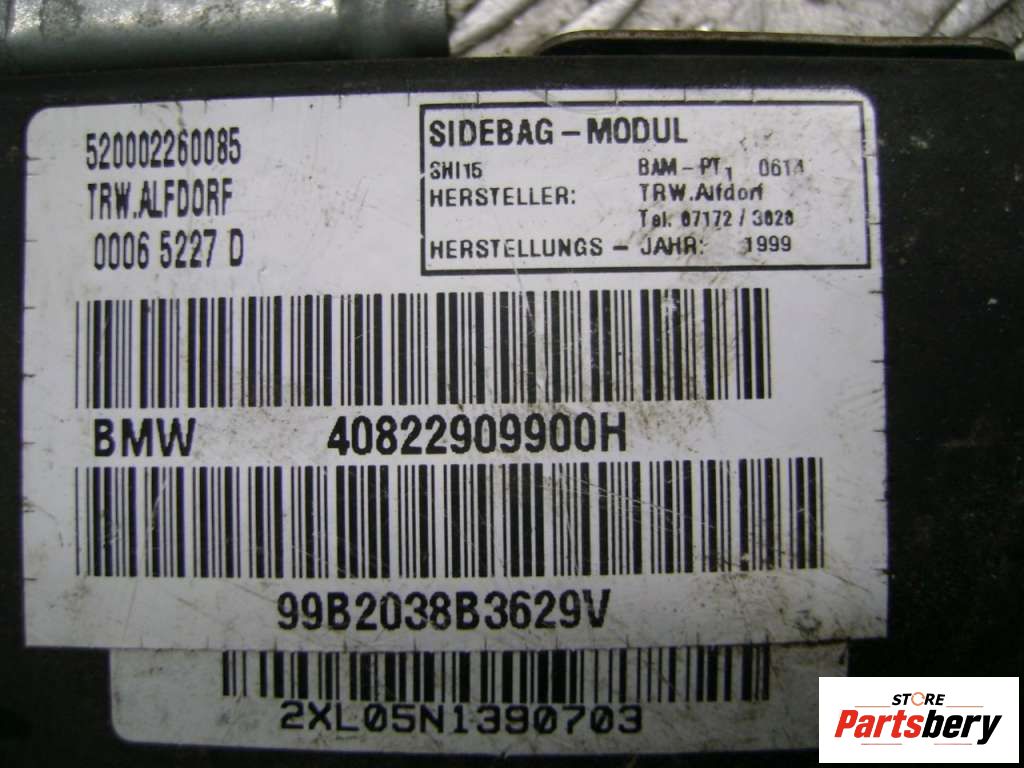 520002260085
TRW.ALFDORF
0006 5227 D
SIDEBAG - MODUL
SHI15 BAM - PT1 0614
HERSTELLER: TRW.Alfdorf
Tel. 07172 / 3020
HERSTELLUNGS - JAHR: 1999
BMW 40822909900H
99B2038B3629V
2XL05N1390703
STORE
Partsbery